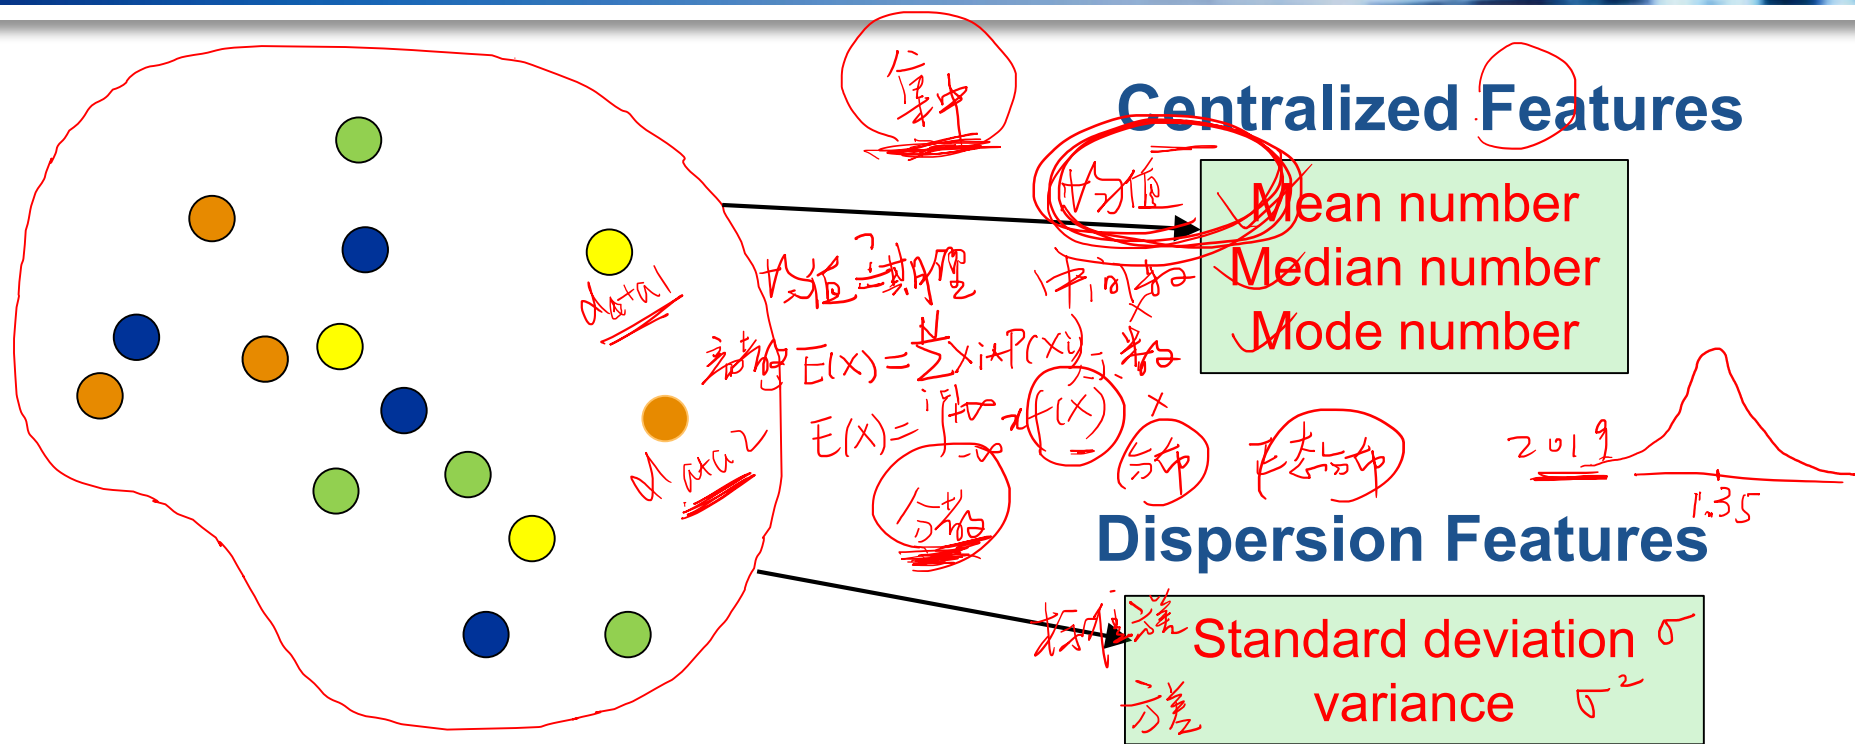 集中
Centralized Features
均值
Mean number
均值 = 期望
中间数
Median number
Mode number
data1
离散 E(X)=∑xi*P(xi)
数
E(X)=∫ xf(x)
data2
分布
正态分布
2019
1.35
分散
Dispersion Features
标准差
Standard deviation σ
方差
variance σ²